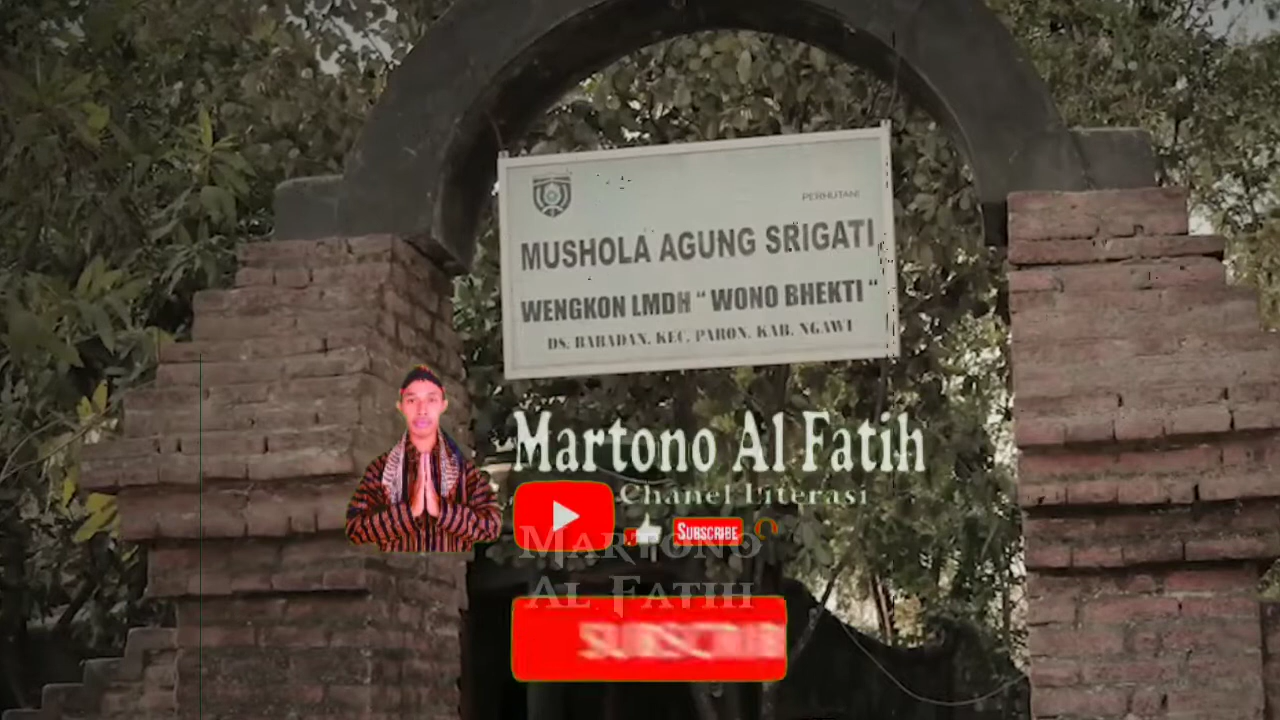 PERHUTANI
MUSHOLA AGUNG SRIGATI
WENGKON LMDH " WONO BHEKTI "
DS. BABADAN. KEC. PARON. KAB. NGAWI
Martono Al Fatih
Chanel Literasi
SUBSCRIBE
Martono
Al Fatih
SUBSCRIB